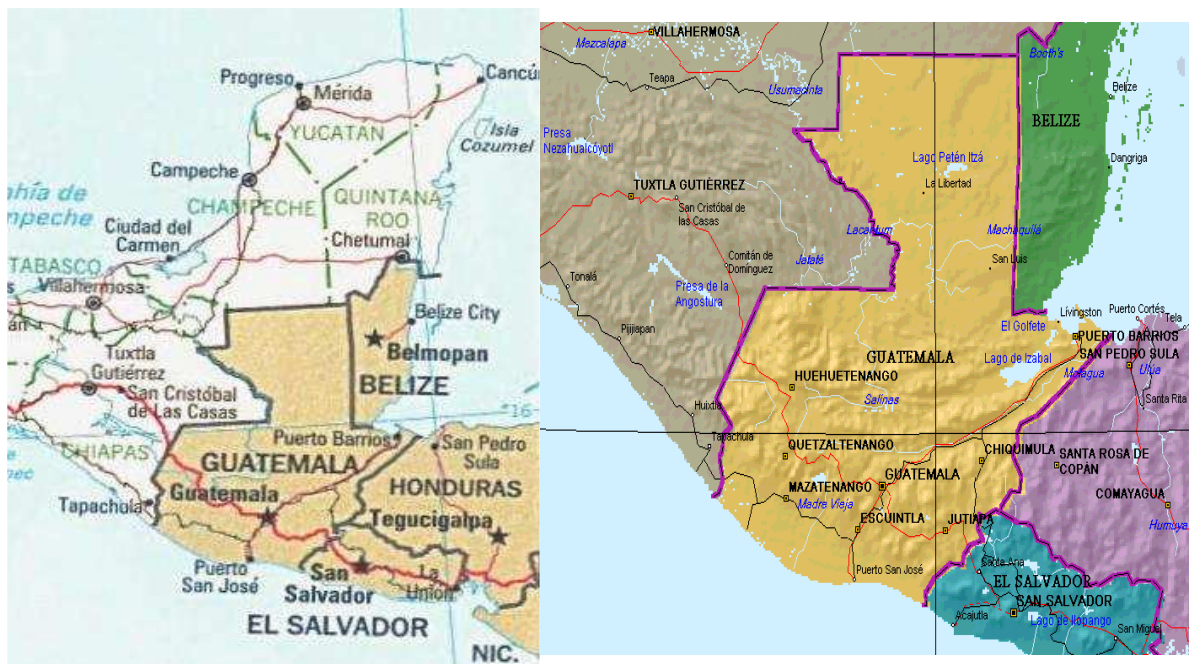 Progreso
Cancú
Mérida
YUCATAN
Isla
Cozumel
Campeche
CHAMPECHE
QUINTANA
ROO
ahía de
mpeche
Ciudad del
Carmen
Chetumal
TABASCO
Villahermosa
Belize City
Belmopan
BELIZE
Tuxtla
Gutiérrez
San Cristóbal
de Las Casas
16
CHIAPAS
Puerto Barrios
San Pedro
Sula
GUATEMALA
Guatemala
HONDURAS
Tapachula
Tegucigalpa
Puerto
San José
San
Salvador
La
Union
EL SALVADOR
NIC.
VILLAHERMOSA
Mezcalapa
Teapa
Usumacinta
Booth's
Belize
BELIZE
Presa
Nezahualcóyotl
Lago Petén Itzá
Dangriga
TUXTLA GUTIÉRREZ
La Libertad
San Cristóbal de
las Casas
Lacantum
Machaquilá
Comitán de
Domínguez
Jataté
San Luis
Tonalá
Presa de la
Angostura
Pijijiapan
El Golfete
Lívingston
Puerto Cortés
Tela
PUERTO BARRIOS
GUATEMALA
Lago de Izabal
SAN PEDRO SULA
HUEHUETENANGO
Motagua
Ulúa
Salinas
Santa Rita
Huixtla
Tapachula
QUETZALTENANGO
CHIQUIMULA
SANTA ROSA DE
COPÁN
MAZATENANGO
GUATEMALA
COMAYAGUA
Madre Vieja
ESCUINTLA
JUTIAPA
Humuya
Puerto San José
Santa Ana
EL SALVADOR
SAN SALVADOR
Acajutla
Lago de Ilopango
San Miguel